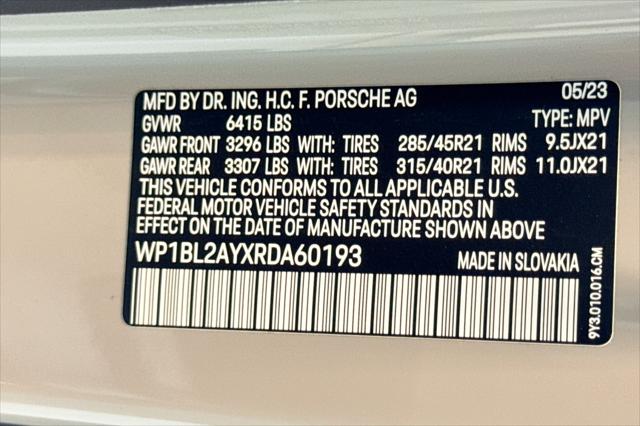 MFD BY DR. ING. H.C. F. PORSCHE AG 05/23
GVWR 6415 LBS TYPE: MPV
GAWR FRONT 3296 LBS WITH: TIRES 285/45R21 RIMS 9.5JX21
GAWR REAR 3307 LBS WITH: TIRES 315/40R21 RIMS 11.0JX21
THIS VEHICLE CONFORMS TO ALL APPLICABLE U.S.
FEDERAL MOTOR VEHICLE SAFETY STANDARDS IN
EFFECT ON THE DATE OF MANUFACTURE SHOWN ABOVE
WP1BL2AYXRDA60193 MADE IN SLOVAKIA
9Y3.010.016.CM